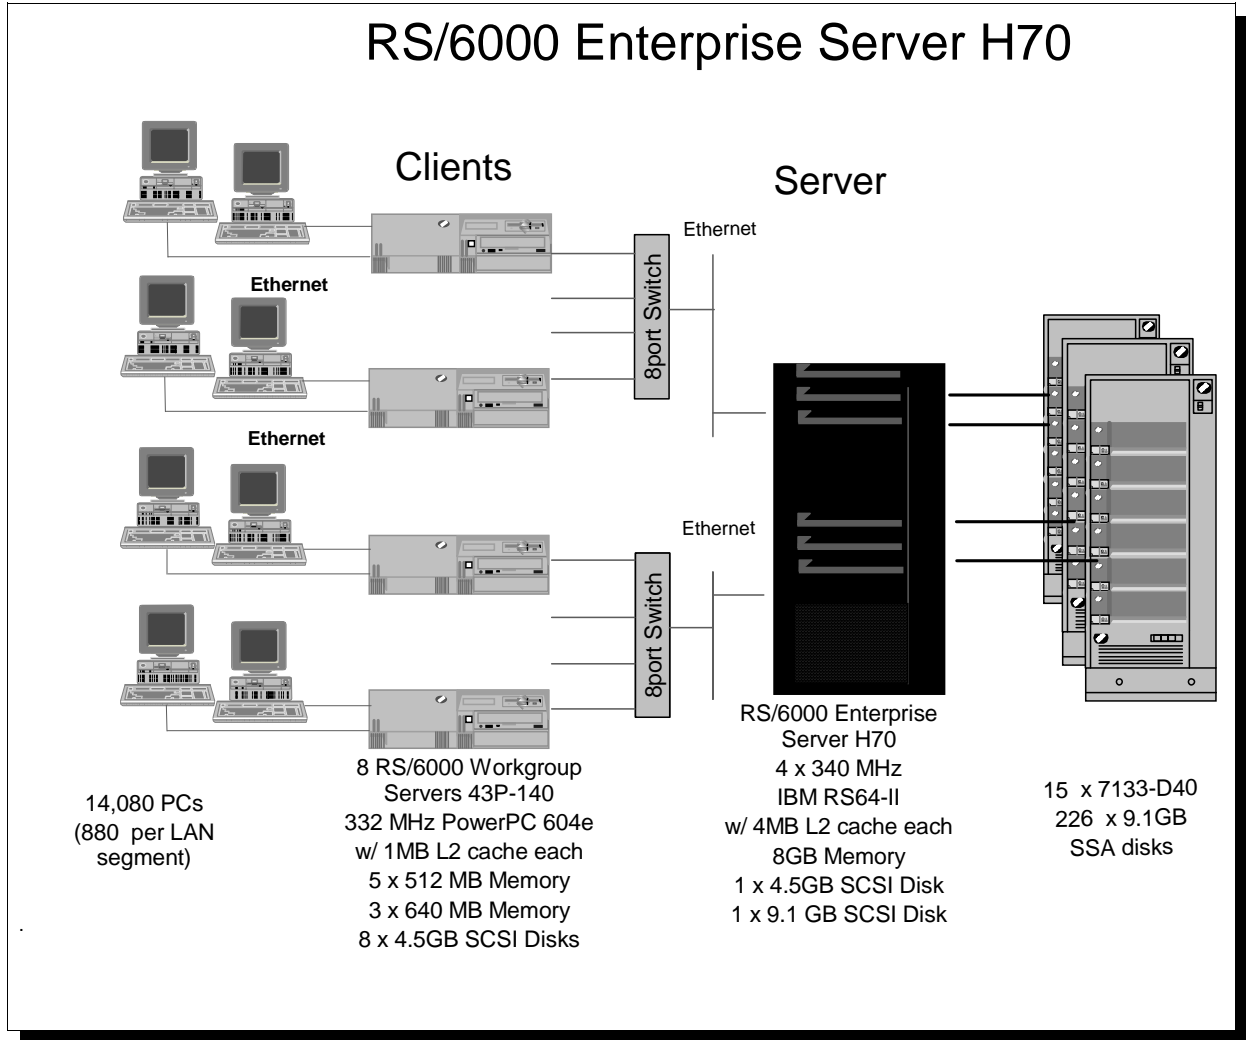 RS/6000 Enterprise Server H70
Clients
Server
Ethernet
8port Switch
Ethernet
Ethernet
Ethernet
8port Switch
14,080 PCs
(880 per LAN
segment)
8 RS/6000 Workgroup
Servers 43P-140
332 MHz PowerPC 604e
w/ 1MB L2 cache each
5 x 512 MB Memory
3 x 640 MB Memory
8 x 4.5GB SCSI Disks
RS/6000 Enterprise
Server H70
4 x 340 MHz
IBM RS64-II
w/ 4MB L2 cache each
8GB Memory
1 x 4.5GB SCSI Disk
1 x 9.1 GB SCSI Disk
15 x 7133-D40
226 x 9.1GB
SSA disks
.